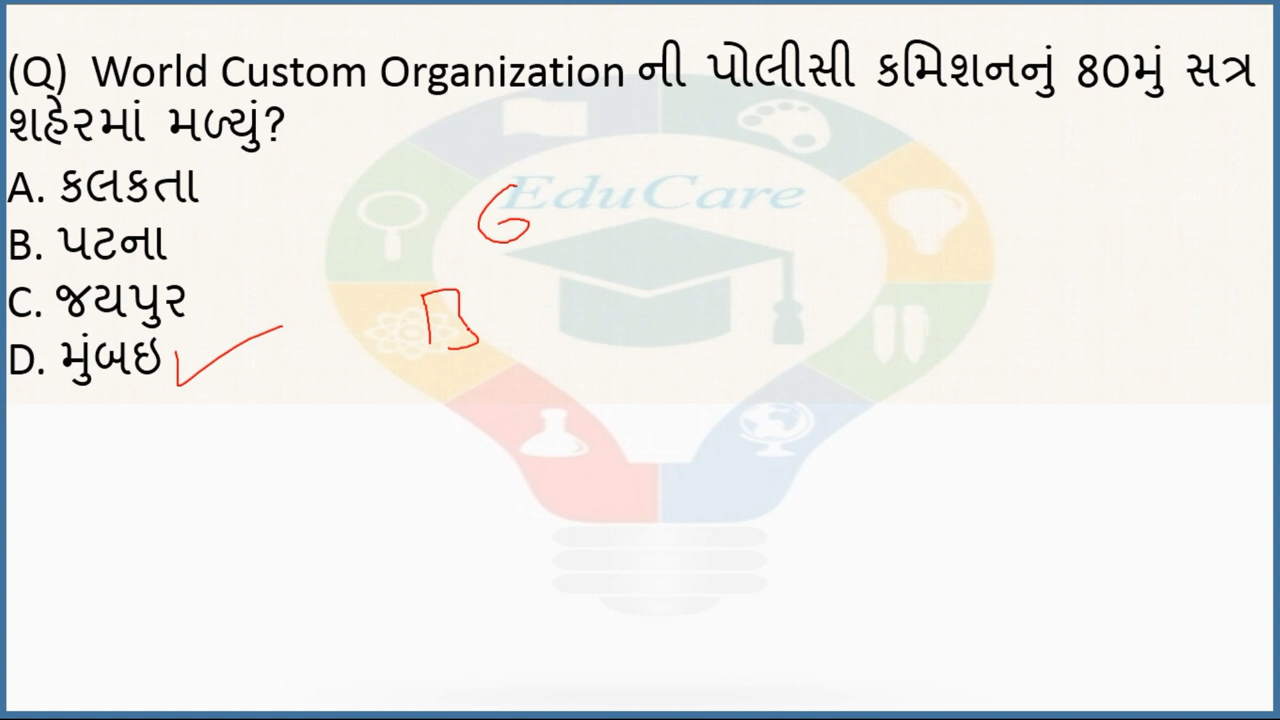 (Q) World Custom Organization ની પોલીસી કમિશનનું 80મું સત્ર
શહેરમાં મળ્યું?
EduCare
A. કલકતા
B. પટના
C. જયપુર
D. મુંબઇ
G
B